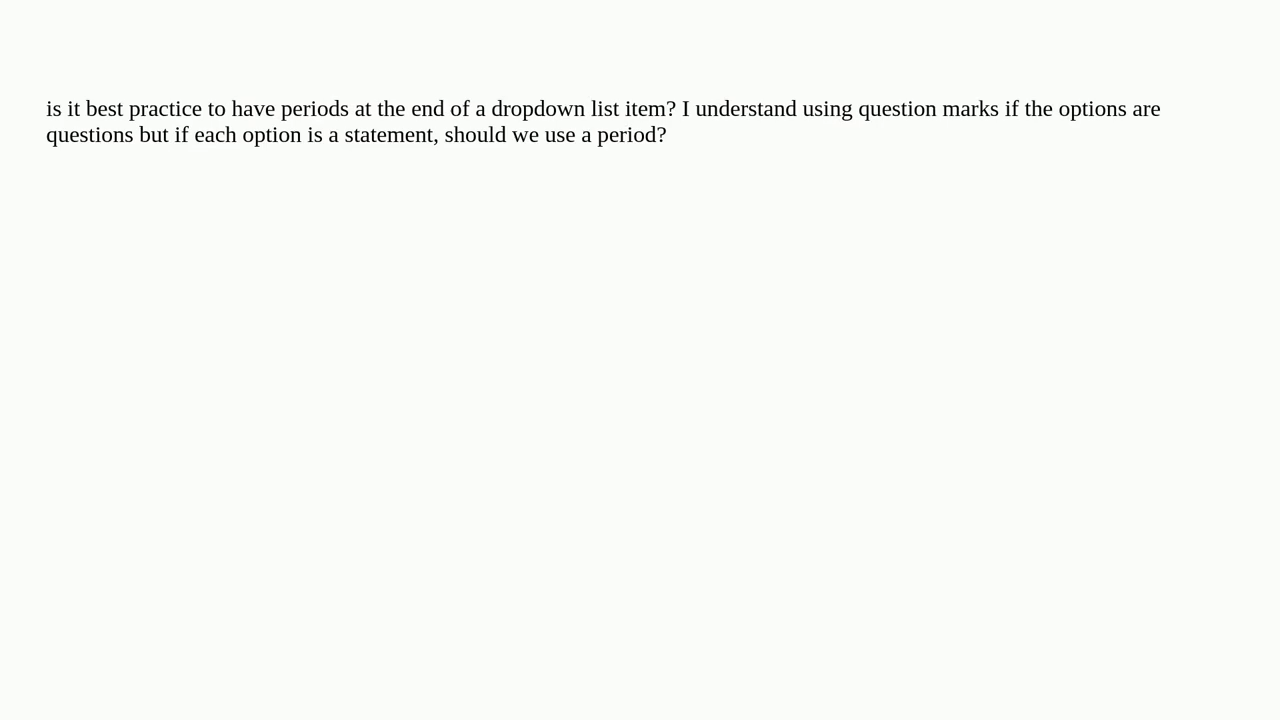 is it best practice to have periods at the end of a dropdown list item? I understand using question marks if the options are
questions but if each option is a statement, should we use a period?